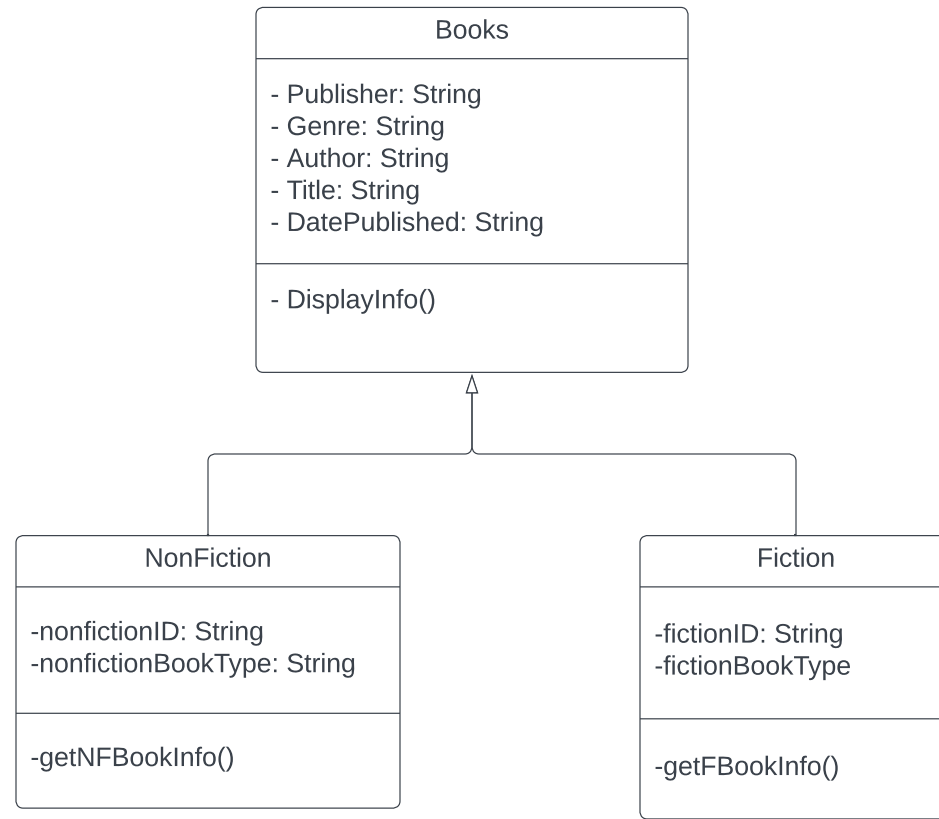 Books
- Publisher: String
- Genre: String
- Author: String
- Title: String
- DatePublished: String
- DisplayInfo()
NonFiction
-nonfictionID: String
-nonfictionBookType: String
-getNFBookInfo()
Fiction
-fictionID: String
-fictionBookType
-getFBookInfo()